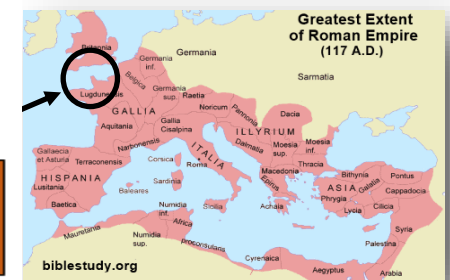 Greatest Extent
of Roman Empire
(117 A.D.)
Britannia
Germania
Germania
inf.
Sarmatia
Belgica
Lugdunensis
Germania
sup.
Raetia
Noricum
Pannonia
Dacia
GALLIA
Aquitania
Gallia
Cisalpina
ILLYRIUM
Dalmatia
Moesia
sup.
Moesia
inf.
Narbonensis
ITALIA
Gallaecia
et Asturia
Terraconensis
Corsica
Roma
Thracia
Macedonia
Bithynia
Pontus
HISPANIA
Lusitania
Sardinia
Epirus
ASIA
Galatia
Cappadocia
Baleares
Phrygia
Baetica
Numidia
inf.
Sicilia
Achaia
Lycia
Cilicia
Africa
Syria
Mauretania
Numidia
sup.
proconsularis
Palestina
Cyrenaica
biblestudy.org
Aegyptus
Arabia